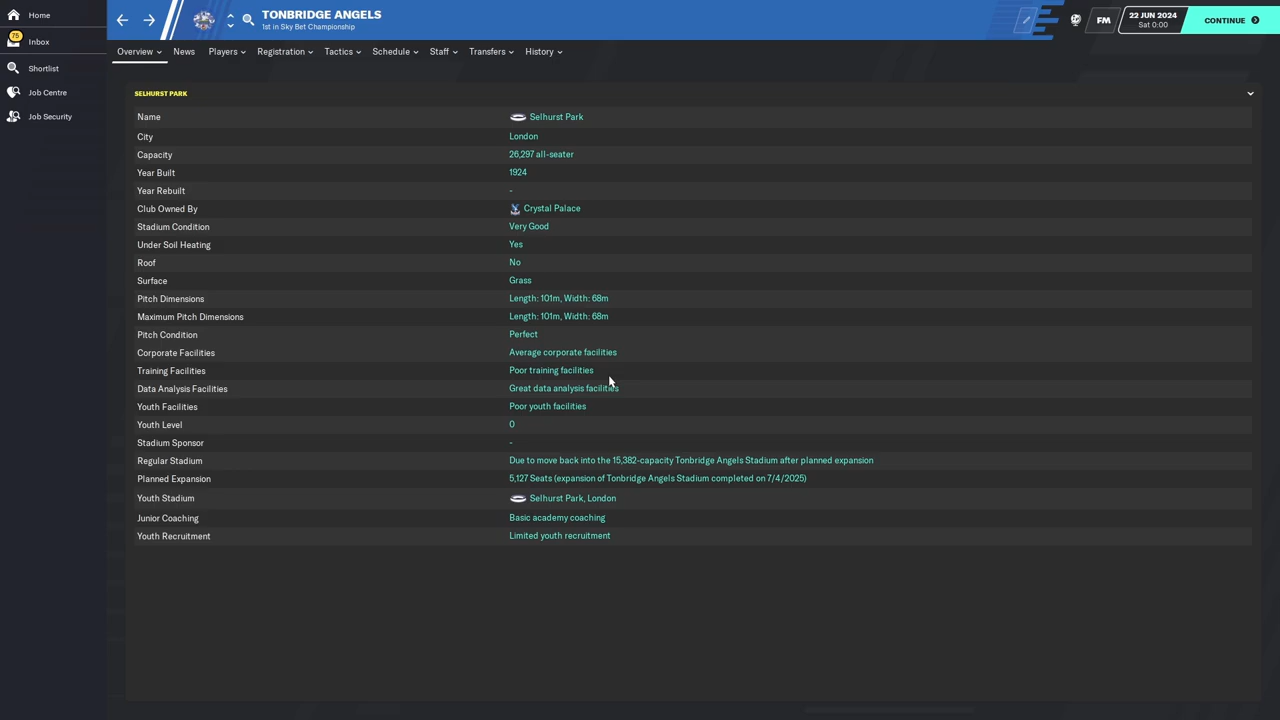 Home
75
Inbox
Shortlist
Job Centre
Job Security
TONBRIDGE ANGELS
1st in Sky Bet Championship
FM
22 JUN 2024
Sat 0:00
CONTINUE
Overview
News
Players
Registration
Tactics
Schedule
Staff
Transfers
History
SELHURST PARK
Name Selhurst Park
City London
Capacity 26,297 all-seater
Year Built 1924
Year Rebuilt -
Club Owned By Crystal Palace
Stadium Condition Very Good
Under Soil Heating Yes
Roof No
Surface Grass
Pitch Dimensions Length: 101m, Width: 68m
Maximum Pitch Dimensions Length: 101m, Width: 68m
Pitch Condition Perfect
Corporate Facilities Average corporate facilities
Training Facilities Poor training facilities
Data Analysis Facilities Great data analysis facilities
Youth Facilities Poor youth facilities
Youth Level 0
Stadium Sponsor -
Regular Stadium Due to move back into the 15,382-capacity Tonbridge Angels Stadium after planned expansion
Planned Expansion 5,127 Seats (expansion of Tonbridge Angels Stadium completed on 7/4/2025)
Youth Stadium Selhurst Park, London
Junior Coaching Basic academy coaching
Youth Recruitment Limited youth recruitment